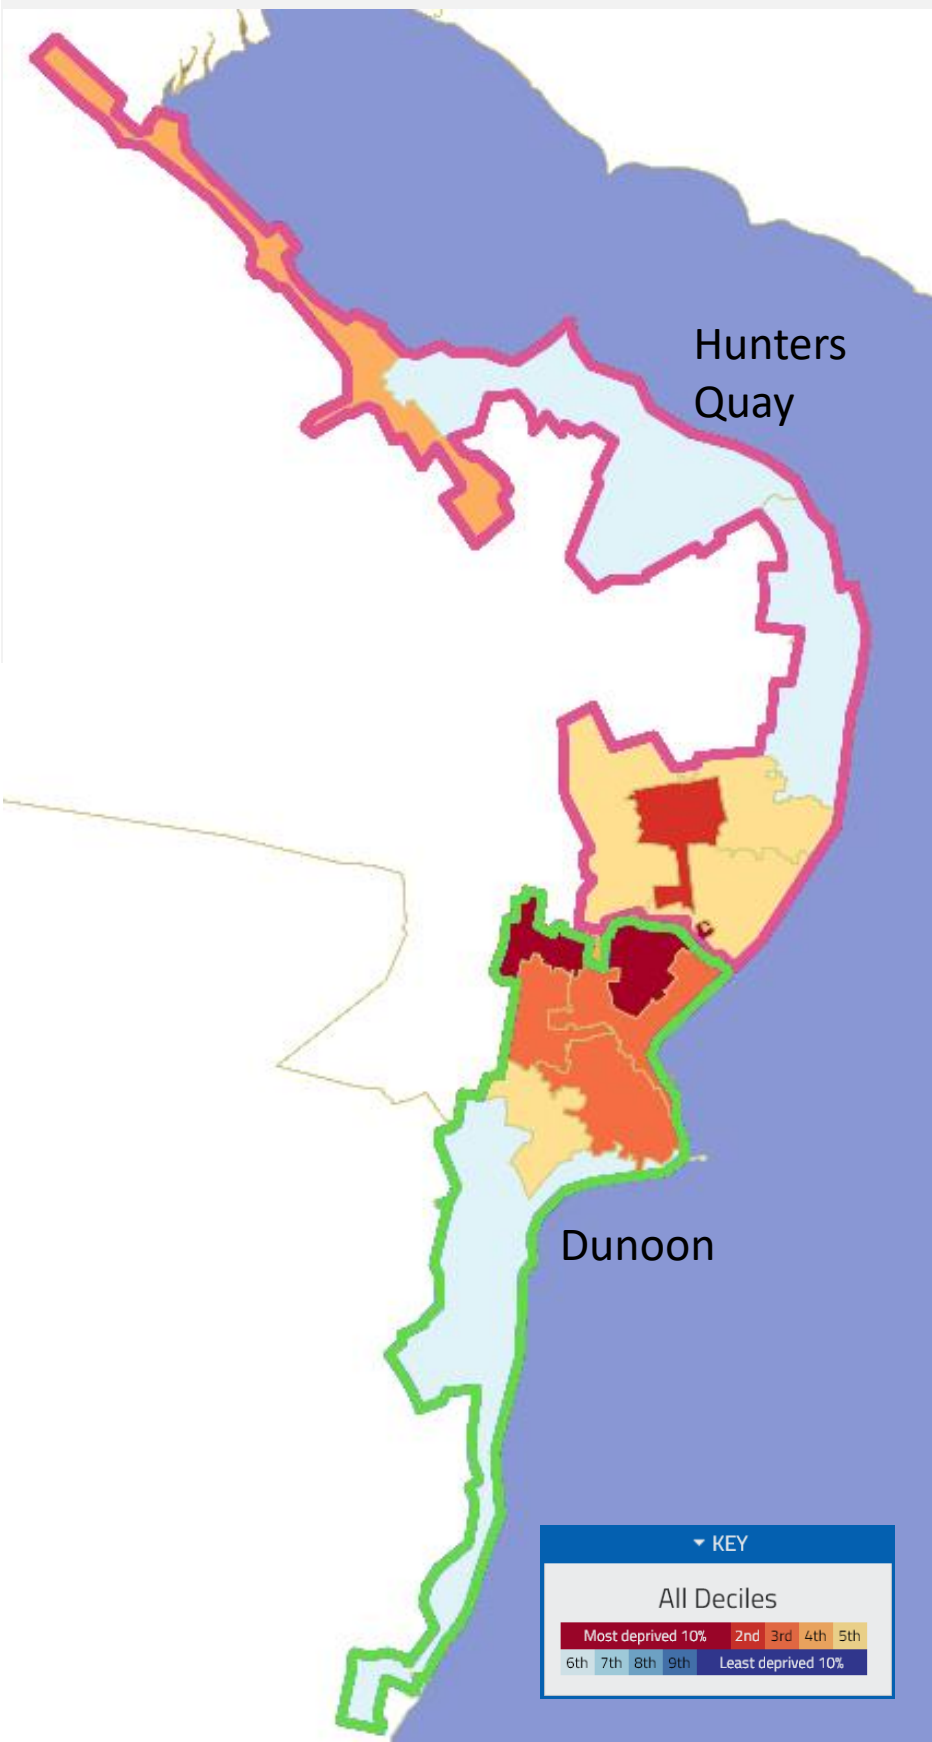 Hunters
Quay
Dunoon
KEY
All Deciles
Most deprived 10% 2nd 3rd 4th 5th
6th 7th 8th 9th Least deprived 10%